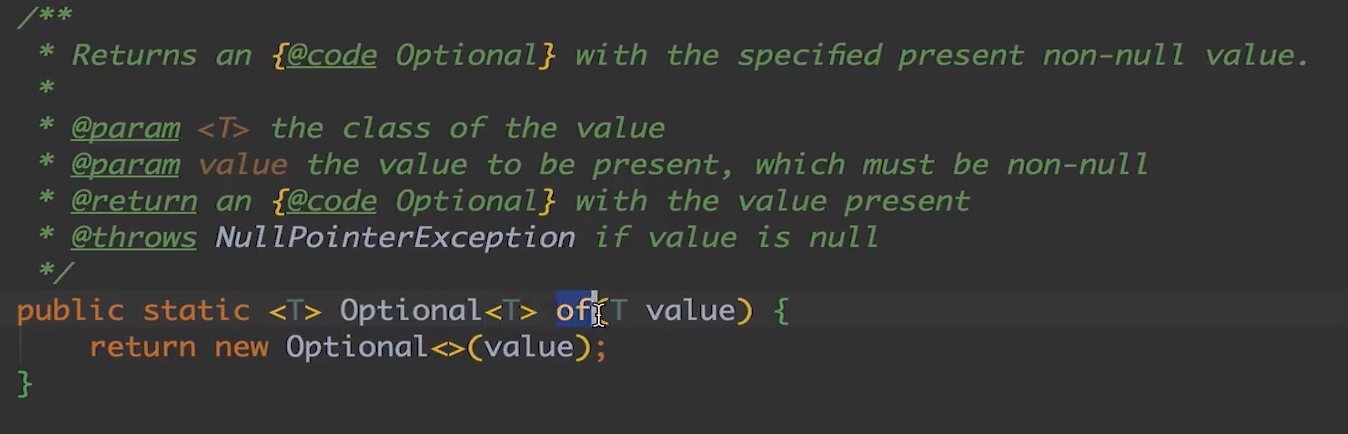 /**
 * Returns an {@code Optional} with the specified present non-null value.
 *
 * @param <T> the class of the value
 * @param value the value to be present, which must be non-null
 * @return an {@code Optional} with the value present
 * @throws NullPointerException if value is null
 */
public static <T> Optional<T> of(T value) {
    return new Optional<>(value);
}